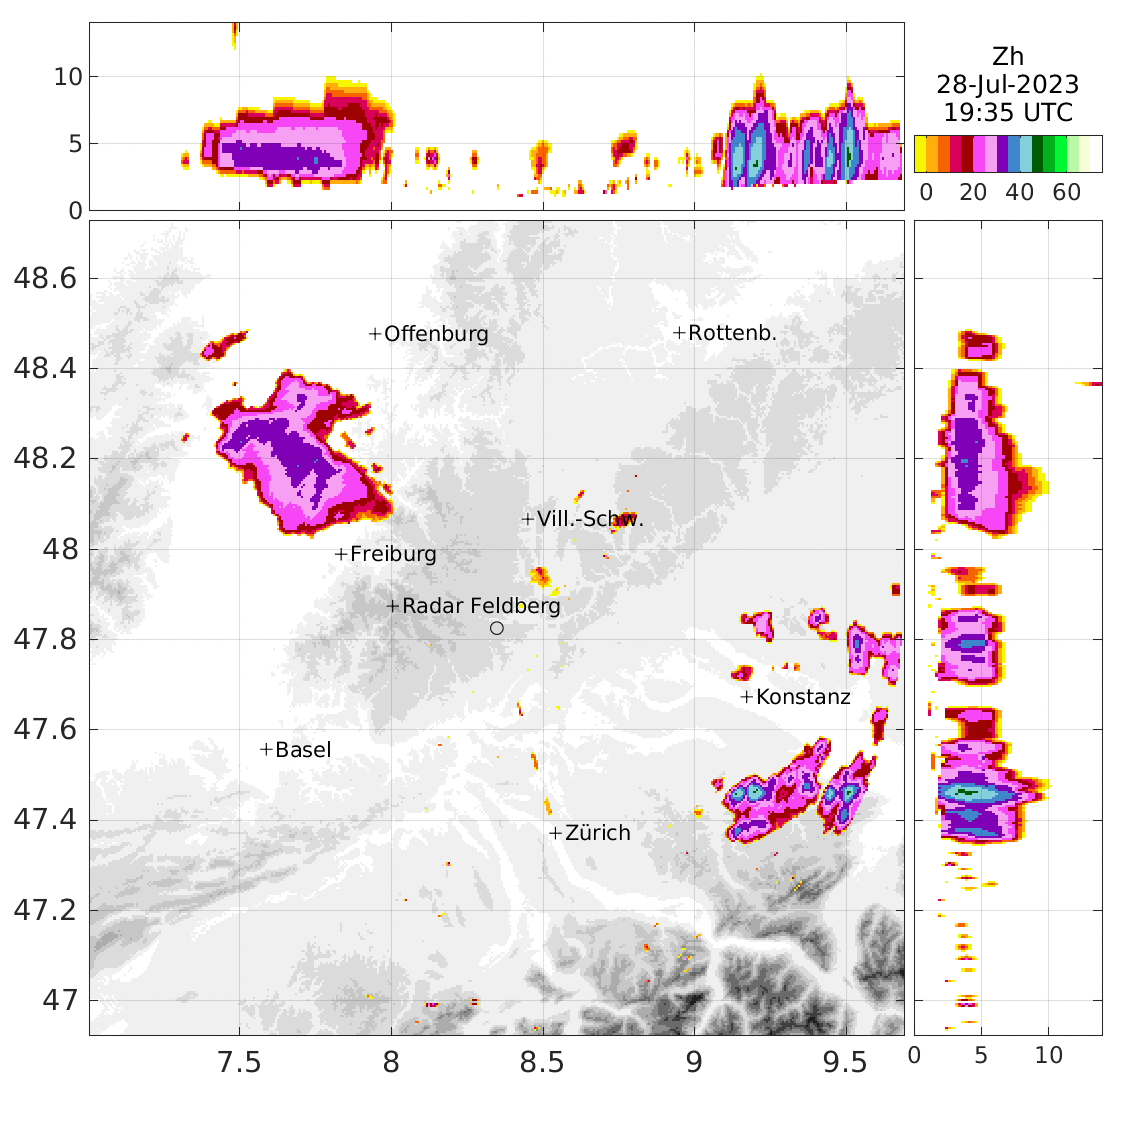 10
5
0
Zh
28-Jul-2023
19:35 UTC
0 20 40 60
48.6
48.4
48.2
48
47.8
47.6
47.4
47.2
47
Offenburg
Rottenb.
Vill.-Schw.
Freiburg
Radar Feldberg
Konstanz
Basel
Zürich
7.5 8 8.5 9 9.5
0 5 10